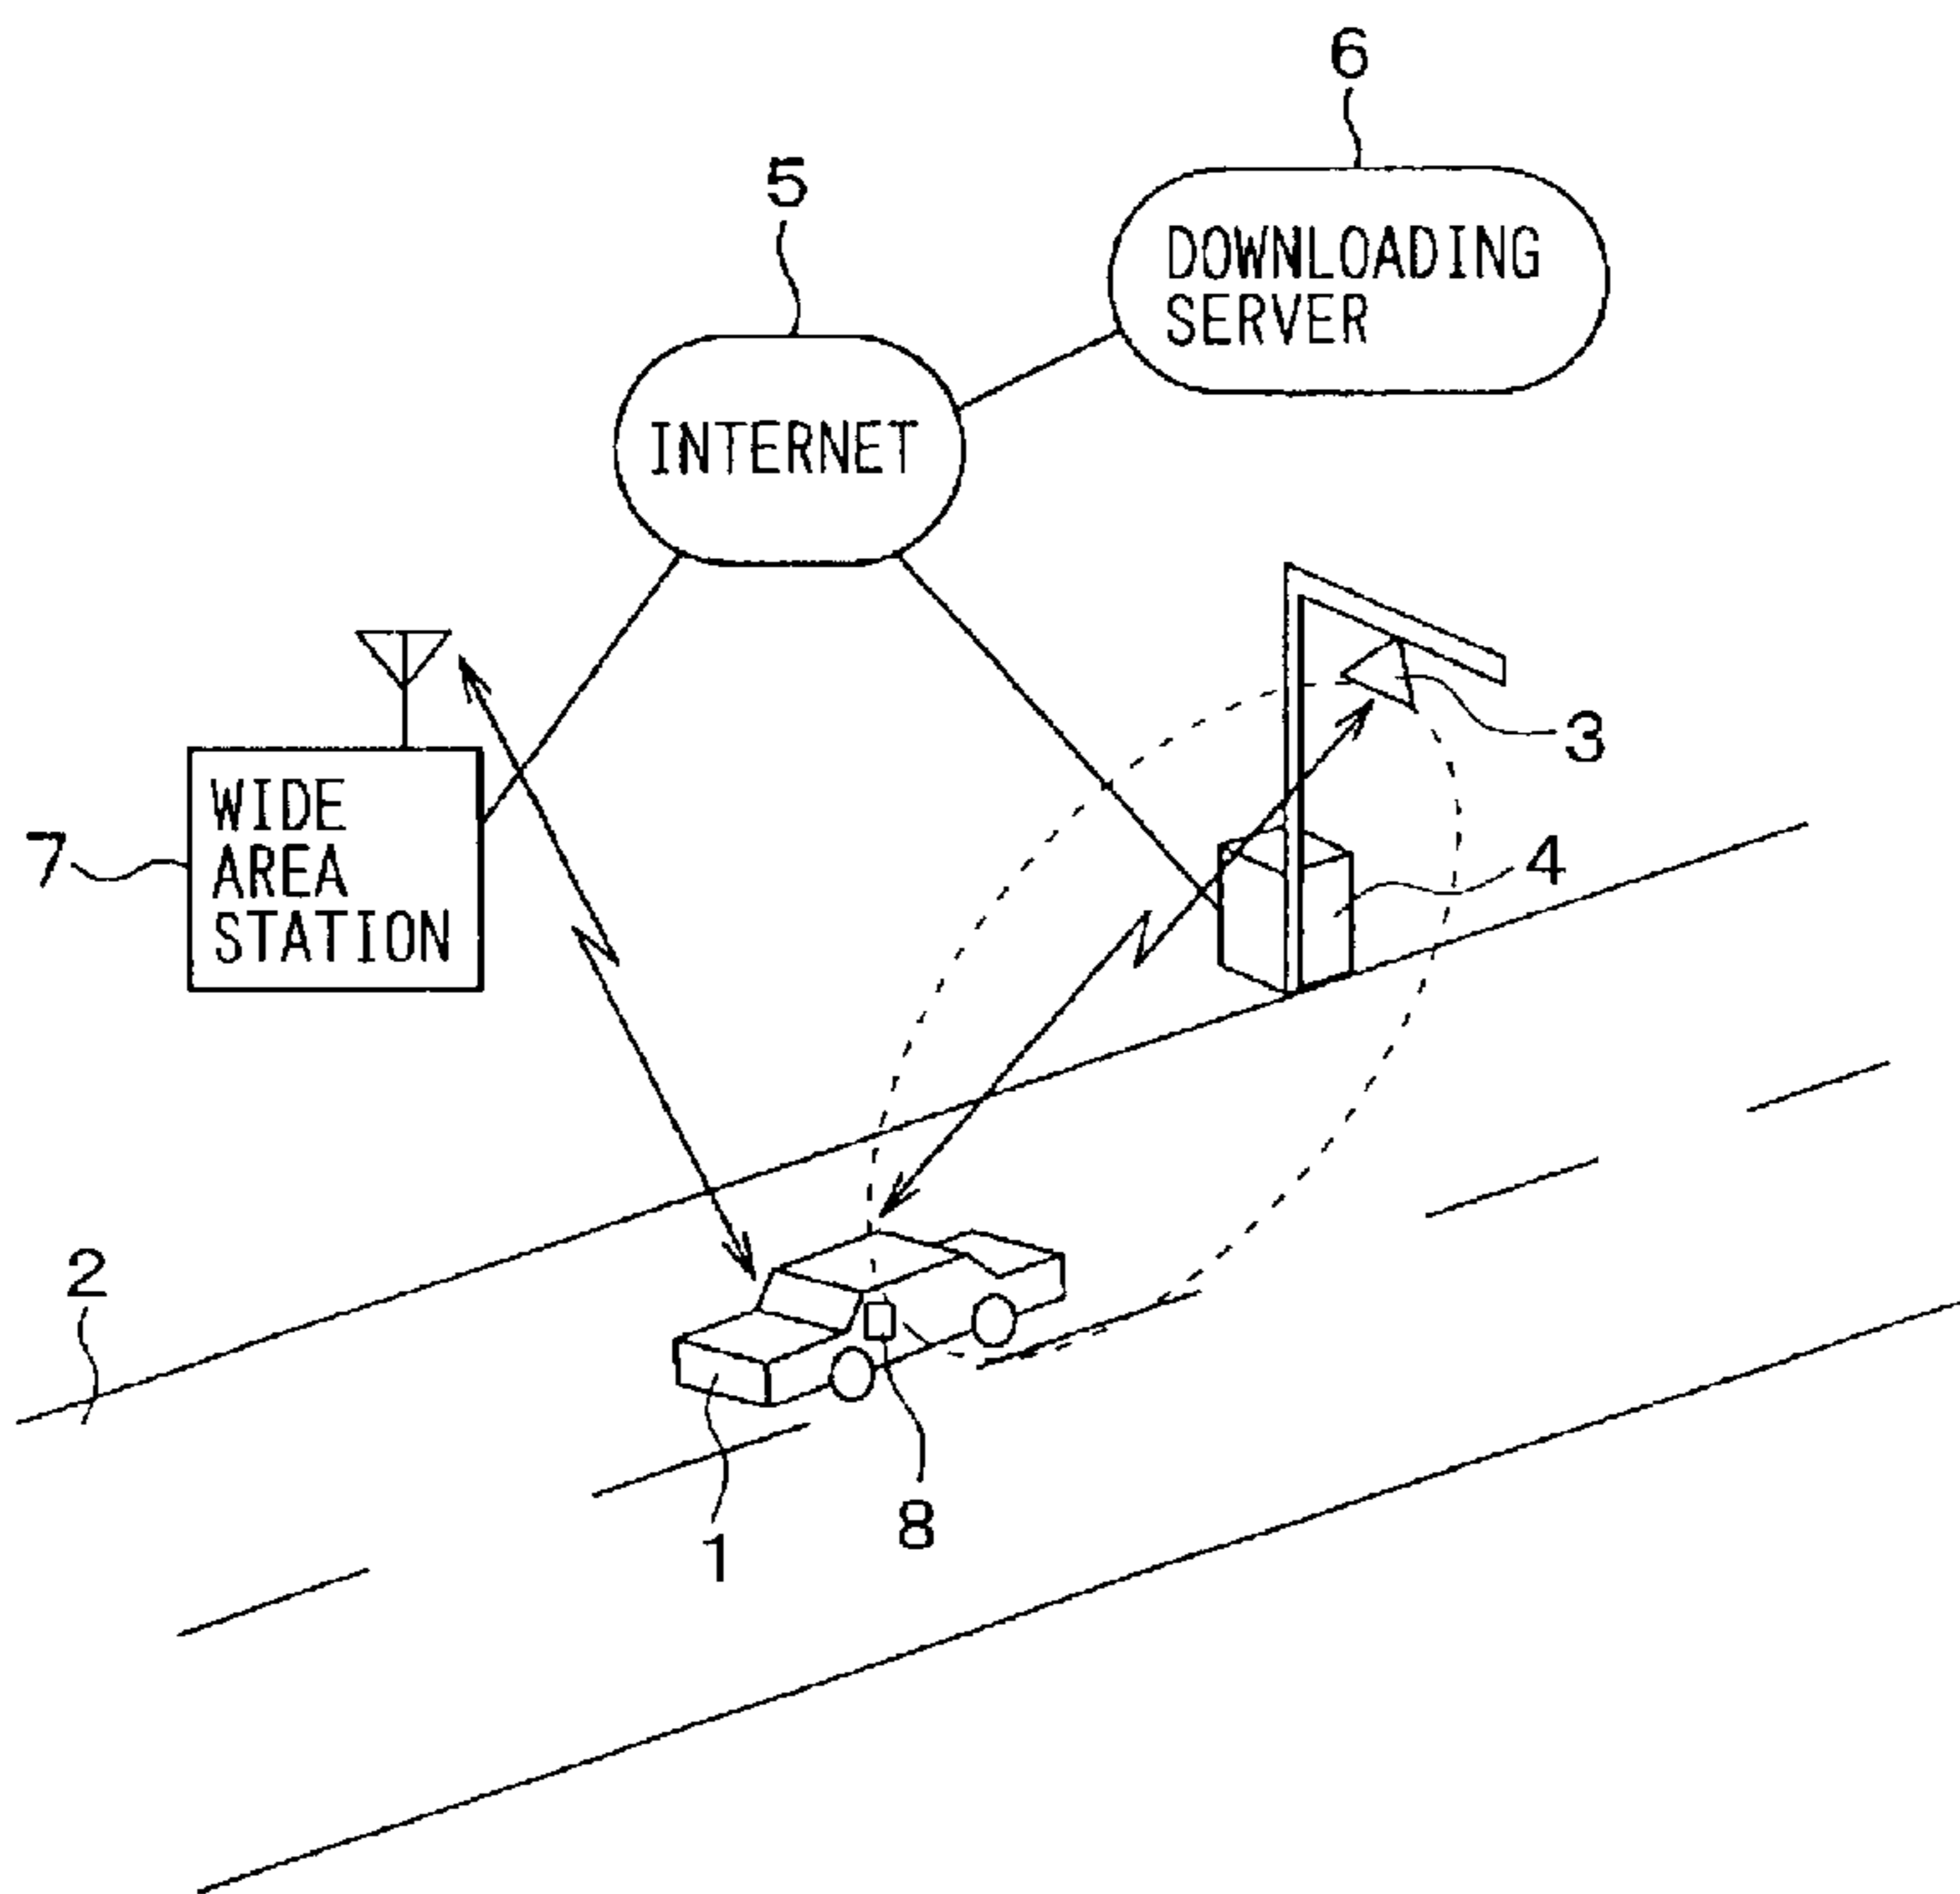 6
5
DOWNLOADING
SERVER
INTERNET
3
WIDE
AREA
STATION
7
4
2
8
1